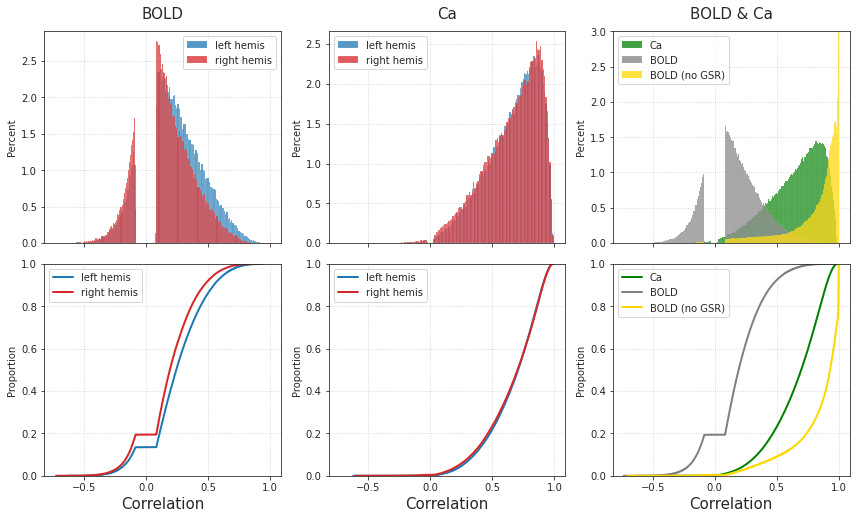 BOLD
Ca
BOLD & Ca
Percent
2.5
2.0
1.5
1.0
0.5
0.0
left hemis
right hemis
Percent
2.5
2.0
1.5
1.0
0.5
0.0
left hemis
right hemis
Percent
3.0
2.5
2.0
1.5
1.0
0.5
0.0
Ca
BOLD
BOLD (no GSR)
Proportion
1.0
0.8
0.6
0.4
0.2
0.0
left hemis
right hemis
−0.5 0.0 0.5 1.0
Correlation
Proportion
1.0
0.8
0.6
0.4
0.2
0.0
left hemis
right hemis
−0.5 0.0 0.5 1.0
Correlation
Proportion
1.0
0.8
0.6
0.4
0.2
0.0
Ca
BOLD
BOLD (no GSR)
−0.5 0.0 0.5 1.0
Correlation